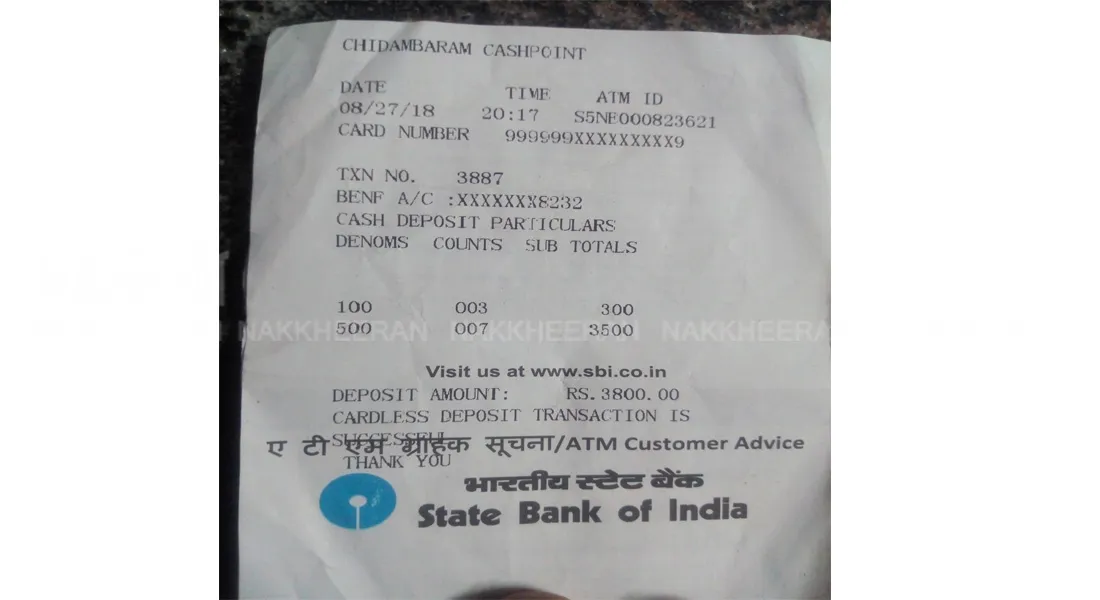 CHIDAMBARAM CASHPOINT
DATE TIME ATM ID
08/27/18 20:17 S5NE000823621
CARD NUMBER 999999XXXXXXXXX9
TXN NO. 3887
BENF A/C :XXXXXXX8232
CASH DEPOSIT PARTICULARS
DENOMS COUNTS SUB TOTALS
100 003 300
NAKKHEERAN NAKKHEERAN NAKKHEERAN
500 007 3500
Visit us at www.sbi.co.in
DEPOSIT AMOUNT: RS.3800.00
CARDLESS DEPOSIT TRANSACTION IS
SUCCESSFUL
ए टी एम ग्राहक सूचना/ATM Customer Advice
THANK YOU
भारतीय स्टेट बैंक
State Bank of India